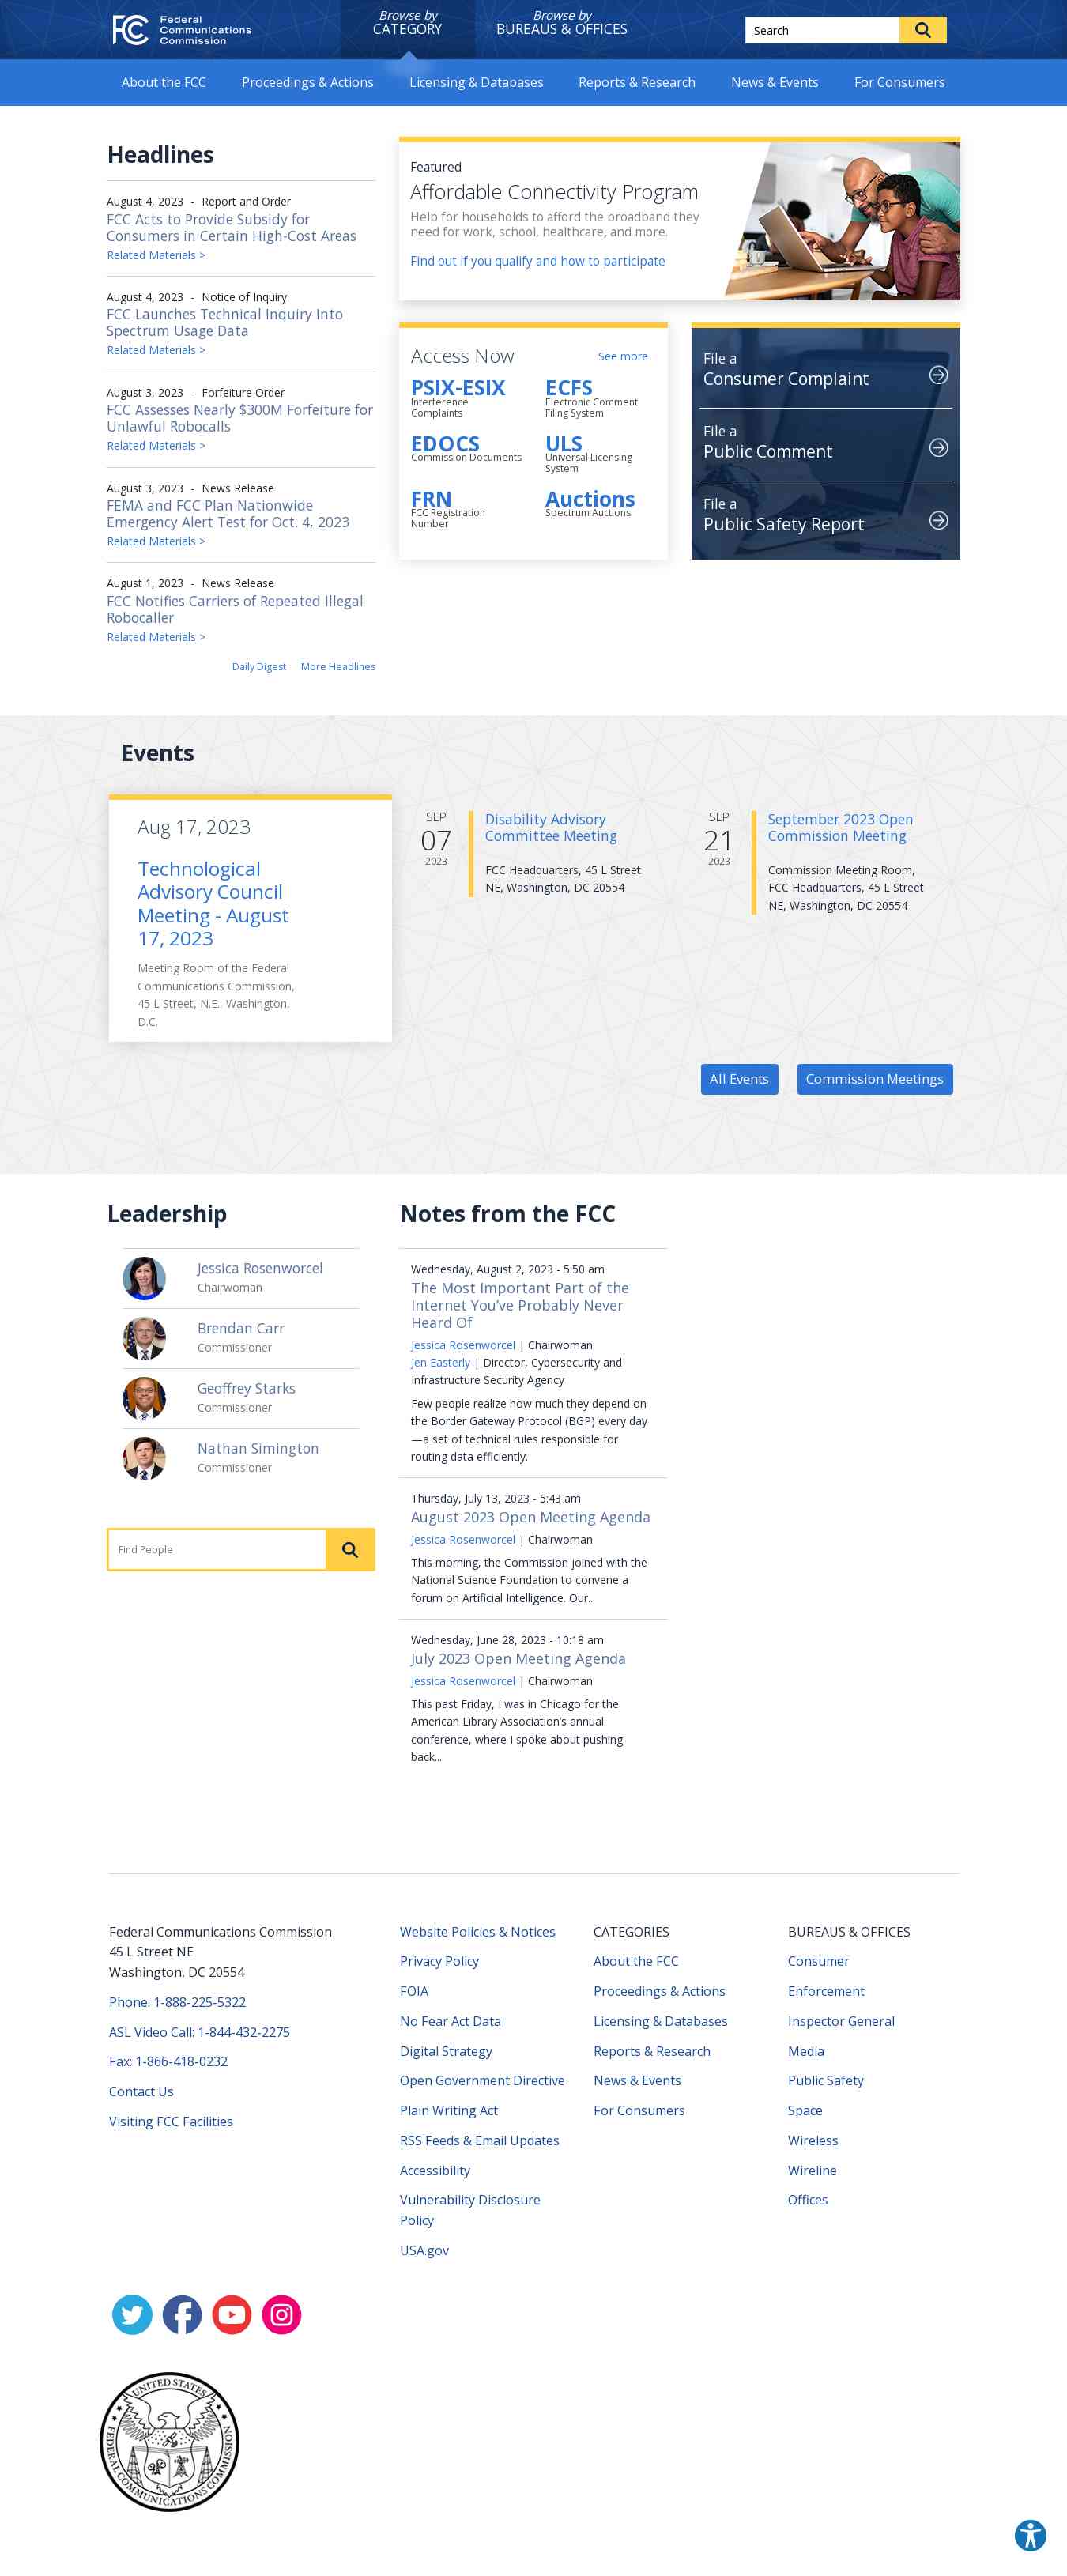 FC Federal
Communications
Commission
Browse by
CATEGORY
Browse by
BUREAUS & OFFICES
Search
About the FCC
Proceedings & Actions
Licensing & Databases
Reports & Research
News & Events
For Consumers
Headlines
August 4, 2023 - Report and Order
FCC Acts to Provide Subsidy for
Consumers in Certain High-Cost Areas
Related Materials >
August 4, 2023 - Notice of Inquiry
FCC Launches Technical Inquiry Into
Spectrum Usage Data
Related Materials >
August 3, 2023 - Forfeiture Order
FCC Assesses Nearly $300M Forfeiture for
Unlawful Robocalls
Related Materials >
August 3, 2023 - News Release
FEMA and FCC Plan Nationwide
Emergency Alert Test for Oct. 4, 2023
Related Materials >
August 1, 2023 - News Release
FCC Notifies Carriers of Repeated Illegal
Robocaller
Related Materials >
Daily Digest
More Headlines
Featured
Affordable Connectivity Program
Help for households to afford the broadband they
need for work, school, healthcare, and more.
Find out if you qualify and how to participate
Access Now
See more
PSIX-ESIX
Interference
Complaints
ECFS
Electronic Comment
Filing System
EDOCS
Commission Documents
ULS
Universal Licensing
System
FRN
FCC Registration
Number
Auctions
Spectrum Auctions
File a
Consumer Complaint
File a
Public Comment
File a
Public Safety Report
Events
Aug 17, 2023
Technological
Advisory Council
Meeting - August
17, 2023
Meeting Room of the Federal
Communications Commission,
45 L Street, N.E., Washington,
D.C.
SEP
07
2023
Disability Advisory
Committee Meeting
FCC Headquarters, 45 L Street
NE, Washington, DC 20554
SEP
21
2023
September 2023 Open
Commission Meeting
Commission Meeting Room,
FCC Headquarters, 45 L Street
NE, Washington, DC 20554
All Events
Commission Meetings
Leadership
Jessica Rosenworcel
Chairwoman
Brendan Carr
Commissioner
Geoffrey Starks
Commissioner
Nathan Simington
Commissioner
Find People
Notes from the FCC
Wednesday, August 2, 2023 - 5:50 am
The Most Important Part of the
Internet You've Probably Never
Heard Of
Jessica Rosenworcel | Chairwoman
Jen Easterly | Director, Cybersecurity and
Infrastructure Security Agency
Few people realize how much they depend on
the Border Gateway Protocol (BGP) every day
—a set of technical rules responsible for
routing data efficiently.
Thursday, July 13, 2023 - 5:43 am
August 2023 Open Meeting Agenda
Jessica Rosenworcel | Chairwoman
This morning, the Commission joined with the
National Science Foundation to convene a
forum on Artificial Intelligence. Our...
Wednesday, June 28, 2023 - 10:18 am
July 2023 Open Meeting Agenda
Jessica Rosenworcel | Chairwoman
This past Friday, I was in Chicago for the
American Library Association's annual
conference, where I spoke about pushing
back...
Federal Communications Commission
45 L Street NE
Washington, DC 20554
Phone: 1-888-225-5322
ASL Video Call: 1-844-432-2275
Fax: 1-866-418-0232
Contact Us
Visiting FCC Facilities
Website Policies & Notices
Privacy Policy
FOIA
No Fear Act Data
Digital Strategy
Open Government Directive
Plain Writing Act
RSS Feeds & Email Updates
Accessibility
Vulnerability Disclosure
Policy
USA.gov
CATEGORIES
About the FCC
Proceedings & Actions
Licensing & Databases
Reports & Research
News & Events
For Consumers
BUREAUS & OFFICES
Consumer
Enforcement
Inspector General
Media
Public Safety
Space
Wireless
Wireline
Offices
UNITED STATES
FEDERAL COMMUNICATIONS COMMISSION